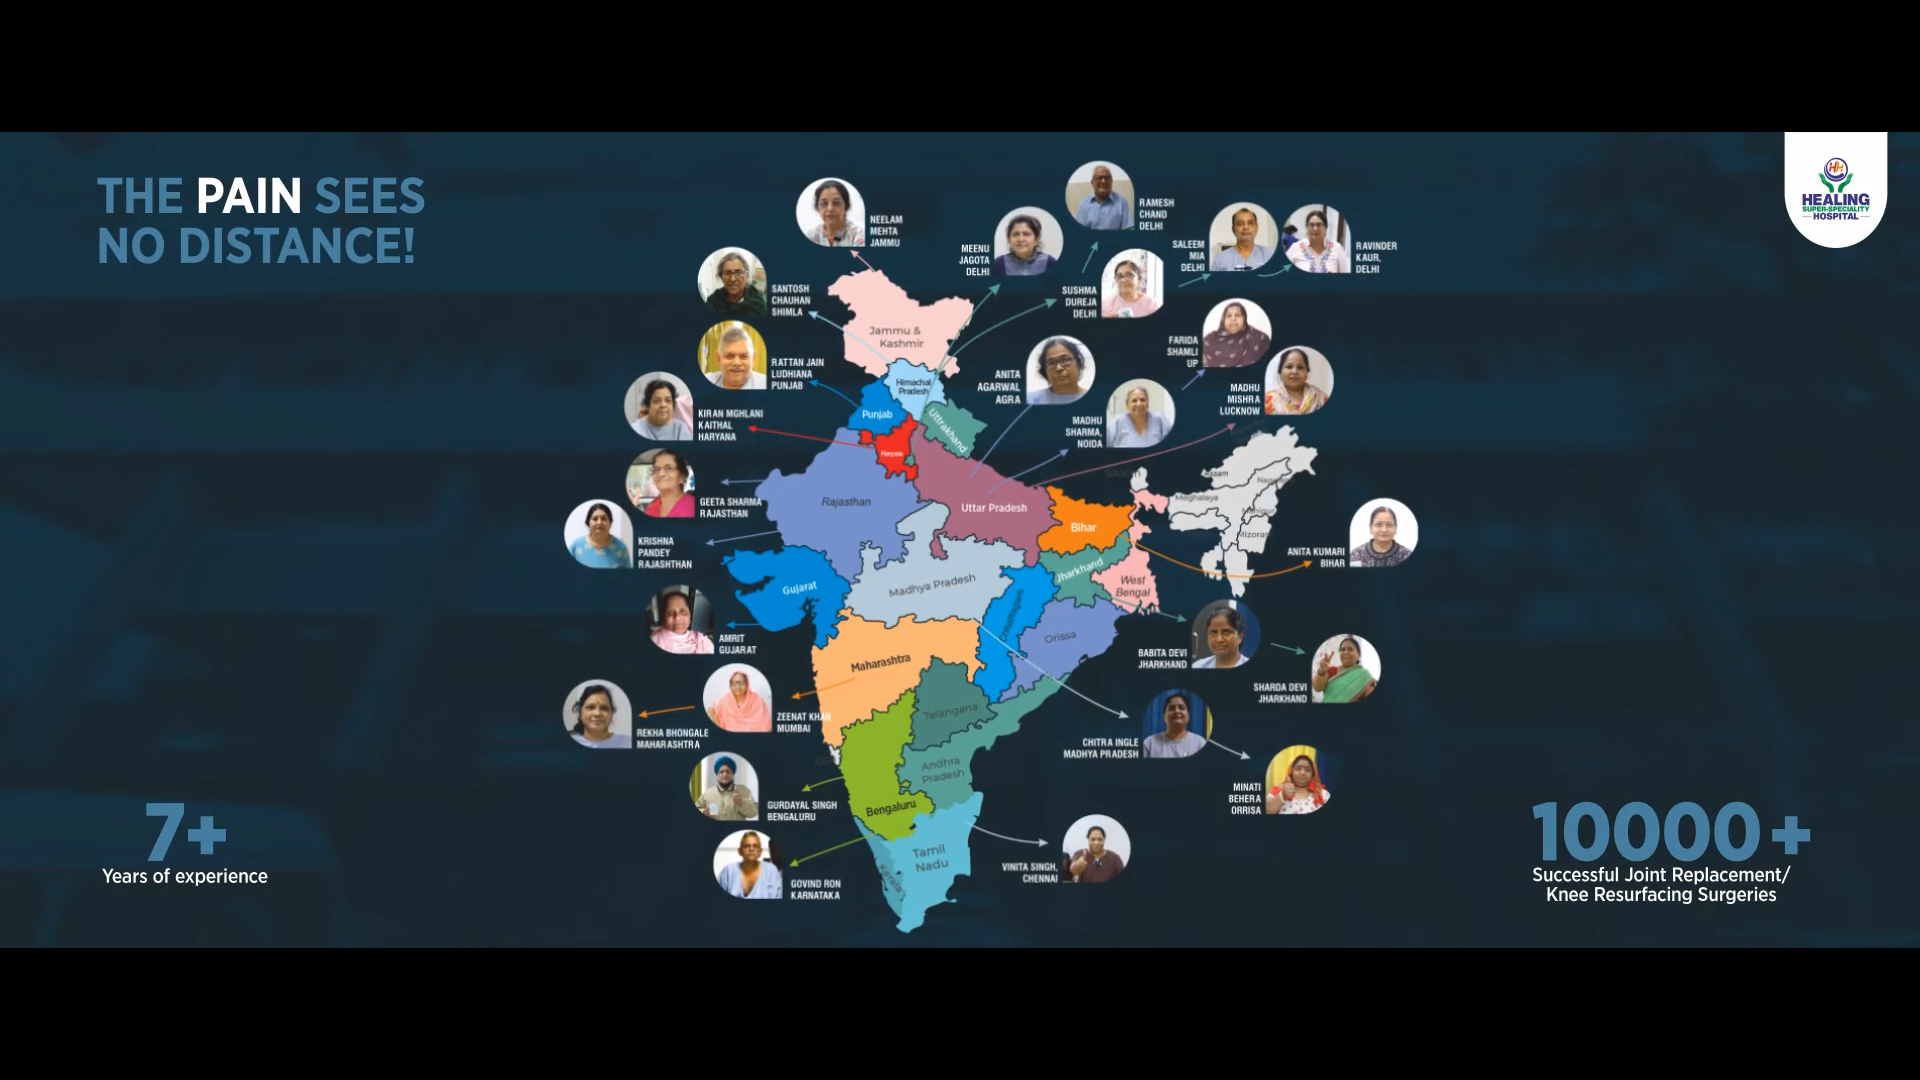 THE PAIN SEES
NO DISTANCE!
HEALING
SUPER-SPECIALITY
HOSPITAL
NEELAM
MEHTA
JAMMU
RAMESH
CHAND
DELHI
MEENU
JAGOTA
DELHI
SALEEM
MIA
DELHI
RAVINDER
KAUR,
DELHI
SANTOSH
CHAUHAN
SHIMLA
SUSHMA
DUREJA
DELHI
RATTAN JAIN
LUDHIANA
PUNJAB
FARIDA
SHAMLI
UP
ANITA
AGARWAL
AGRA
MADHU
MISHRA
LUCKNOW
KIRAN MGHLANI
KAITHAL
HARYANA
MADHU
SHARMA,
NOIDA
GEETA SHARMA
RAJASTHAN
KRISHNA
PANDEY
RAJASHTHAN
ANITA KUMARI
BIHAR
AMRIT
GUJARAT
BABITA DEVI
JHARKHAND
SHARDA DEVI
JHARKHAND
ZEENAT KHAN
MUMBAI
REKHA BHONGALE
MAHARASHTRA
CHITRA INGLE
MADHYA PRADESH
MINATI
BEHERA
ORRISA
GURDAYAL SINGH
BENGALURU
GOVIND RON
KARNATAKA
VINITA SINGH,
CHENNAI
Jammu &
Kashmir
Himachal
Pradesh
Punjab
Uttrakhand
Haryana
Rajasthan
Uttar Pradesh
Bihar
Assam
Meghalaya
Gujarat
Madhya Pradesh
Jharkhand
West
Bengal
Chhattisgarh
Orissa
Maharashtra
Telangana
Andhra
Pradesh
Bengaluru
Tamil
Nadu
Kerala
7+
Years of experience
10000+
Successful Joint Replacement/
Knee Resurfacing Surgeries